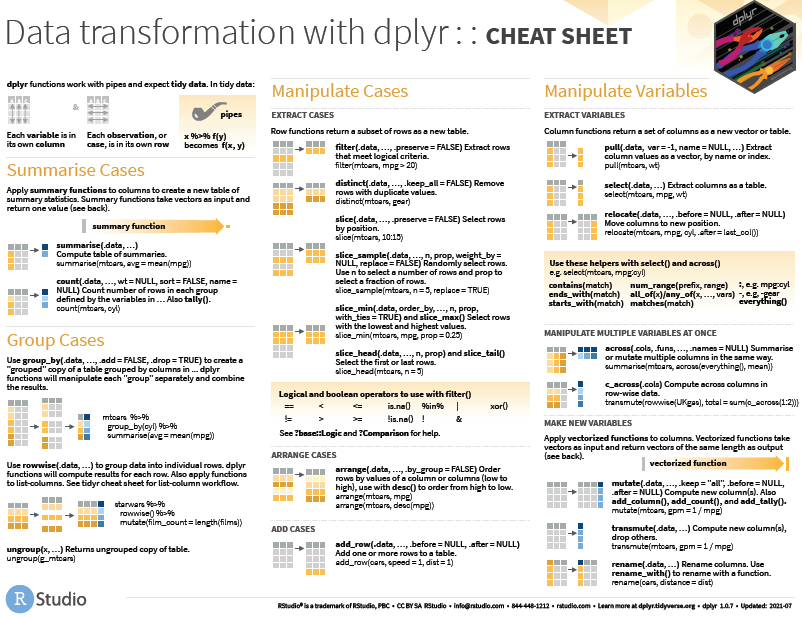 Data transformation with dplyr : : CHEAT SHEET
dplyr
dplyr functions work with pipes and expect tidy data. In tidy data:
&
pipes
Each variable is in
its own column
Each observation, or
case, is in its own row
x %>% f(y)
becomes f(x, y)
Summarise Cases
Apply summary functions to columns to create a new table of
summary statistics. Summary functions take vectors as input and
return one value (see back).
summary function
summarise(.data, …)
Compute table of summaries.
summarise(mtcars, avg = mean(mpg))
count(.data, …, wt = NULL, sort = FALSE, name =
NULL) Count number of rows in each group
defined by the variables in … Also tally().
count(mtcars, cyl)
Group Cases
Use group_by(.data, …, .add = FALSE, .drop = TRUE) to create a
"grouped" copy of a table grouped by columns in ... dplyr
functions will manipulate each "group" separately and combine
the results.
mtcars %>%
group_by(cyl) %>%
summarise(avg = mean(mpg))
Use rowwise(.data, …) to group data into individual rows. dplyr
functions will compute results for each row. Also apply functions
to list-columns. See tidyr cheat sheet for list-column workflow.
starwars %>%
rowwise() %>%
mutate(film_count = length(films))
ungroup(x, …) Returns ungrouped copy of table.
ungroup(g_mtcars)
Manipulate Cases
EXTRACT CASES
Row functions return a subset of rows as a new table.
filter(.data, …, .preserve = FALSE) Extract rows
that meet logical criteria.
filter(mtcars, mpg > 20)
distinct(.data, …, .keep_all = FALSE) Remove
rows with duplicate values.
distinct(mtcars, gear)
slice(.data, …, .preserve = FALSE) Select rows
by position.
slice(mtcars, 10:15)
slice_sample(.data, …, n, prop, weight_by =
NULL, replace = FALSE) Randomly select rows.
Use n to select a number of rows and prop to
select a fraction of rows.
slice_sample(mtcars, n = 5, replace = TRUE)
slice_min(.data, order_by, …, n, prop,
with_ties = TRUE) and slice_max() Select rows
with the lowest and highest values.
slice_min(mtcars, mpg, prop = 0.25)
slice_head(.data, …, n, prop) and slice_tail()
Select the first or last rows.
slice_head(mtcars, n = 5)
Logical and boolean operators to use with filter()
== < <= is.na() %in% | xor()
!= > >= !is.na() ! &
See ?base::Logic and ?Comparison for help.
ARRANGE CASES
arrange(.data, …, .by_group = FALSE) Order
rows by values of a column or columns (low to
high), use with desc() to order from high to low.
arrange(mtcars, mpg)
arrange(mtcars, desc(mpg))
ADD CASES
add_row(.data, …, .before = NULL, .after = NULL)
Add one or more rows to a table.
add_row(cars, speed = 1, dist = 1)
Manipulate Variables
EXTRACT VARIABLES
Column functions return a set of columns as a new vector or table.
pull(.data, var = -1, name = NULL, …) Extract
column values as a vector, by name or index.
pull(mtcars, wt)
select(.data, …) Extract columns as a table.
select(mtcars, mpg, wt)
relocate(.data, …, .before = NULL, .after = NULL)
Move columns to new position.
relocate(mtcars, mpg, cyl, .after = last_col())
Use these helpers with select() and across()
e.g. select(mtcars, mpg:cyl)
contains(match) num_range(prefix, range) :, e.g. mpg:cyl
ends_with(match) all_of(x)/any_of(x, …, vars) -, e.g, -gear
starts_with(match) matches(match) everything()
MANIPULATE MULTIPLE VARIABLES AT ONCE
across(.cols, .funs, …, .names = NULL) Summarise
or mutate multiple columns in the same way.
summarise(mtcars, across(everything(), mean))
c_across(.cols) Compute across columns in
row-wise data.
transmute(rowwise(UKgas), total = sum(c_across(1:2)))
MAKE NEW VARIABLES
Apply vectorized functions to columns. Vectorized functions take
vectors as input and return vectors of the same length as output
(see back).
vectorized function
mutate(.data, …, .keep = "all", .before = NULL,
.after = NULL) Compute new column(s). Also
add_column(), add_count(), and add_tally().
mutate(mtcars, gpm = 1 / mpg)
transmute(.data, …) Compute new column(s),
drop others.
transmute(mtcars, gpm = 1 / mpg)
rename(.data, …) Rename columns. Use
rename_with() to rename with a function.
rename(cars, distance = dist)
R Studio
RStudio® is a trademark of RStudio, PBC • CC BY SA RStudio • info@rstudio.com • 844-448-1212 • rstudio.com • Learn more at dplyr.tidyverse.org • dplyr 1.0.7 • Updated: 2021-07